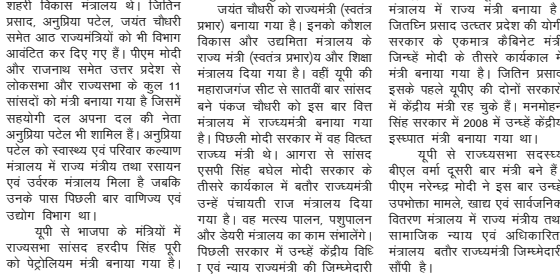 शहरी विकास मंत्रालय थे। जितिन
प्रसाद, अनुप्रिया पटेल, जयंत चौधरी
समेत आठ राज्यमंत्रियों को भी विभाग
आवंटित कर दिए गए हैं। पीएम मोदी
और राजनाथ समेत उत्तर प्रदेश से
लोकसभा और राज्यसभा के कुल 11
सांसदों को मंत्री बनाया गया है जिसमें
सहयोगी दल अपना दल की नेता
अनुप्रिया पटेल भी शामिल हैं। अनुप्रिया
पटेल को स्वास्थ्य एवं परिवार कल्याण
मंत्रालय में राज्य मंत्रीय तथा रसायन
एवं उर्वरक मंत्रालय मिला है जबकि
उनके पास पिछली बार वाणिज्य एवं
उद्योग विभाग था।
यूपी से भाजपा के मंत्रियों में
राज्यसभा सांसद हरदीप सिंह पुरी
को पेट्रोलियम मंत्री बनाया गया है।
जयंत चौधरी को राज्यमंत्री (स्वतंत्र
प्रभार) बनाया गया है। इनको कौशल
विकास और उद्यमिता मंत्रालय के
राज्य मंत्री (स्वतंत्र प्रभार)य और शिक्षा
मंत्रालय दिया गया है। वहीं यूपी की
महाराजगंज सीट से सातवीं बार सांसद
बने पंकज चौधरी को इस बार वित्त
मंत्रालय में राज्य्यमंत्री बनाया गया
है। पिछली मोदी सरकार में वह वित्य्त
राज्य्य मंत्री थे। आगरा से सांसद
एसपी सिंह बघेल मोदी सरकार के
तीसरे कार्यकाल में बतौर राज्य्यमंत्री
उन्हें पंचायती राज मंत्रालय दिया
गया है। वह मत्स्य पालन, पशुपालन
और डेयरी मंत्रालय का काम संभालेंगे।
पिछली सरकार में उन्य्हें केंद्रीय विधि
एवं न्याय राज्यमंत्री की जिम्य्मेदारी
मंत्रालय में राज्य मंत्री बनाया है
जितघ्नि प्रसाद उत्य्तर प्रदेश की योगी
सरकार के एकमात्र कैबिनेट मंत्री
जिन्य्हें मोदी के तीसरे कार्यकाल में
मंत्री बनाया गया है। जितिन प्रसाद
इसके पहले यूपीए की दोनों सरकारों
में केंद्रीय मंत्री रह चुके हैं। मनमोहन
सिंह सरकार में 2008 में उन्य्हें केंद्रीय
इस्य्पात मंत्री बनाया गया था।
यूपी से राज्य्यसभा सदस्य्य
बीएल वर्मा दूसरी बार मंत्री बने हैं
पीएम नरेन्य्द्र मोदी ने इस बार उन्य्हें
उपभोक्ता मामले, खाद्य एवं सार्वजनिक
वितरण मंत्रालय में राज्य मंत्रीय तथ
सामाजिक न्याय एवं अधिकारित
मंत्रालय बतौर राज्य्यमंत्री जिम्य्मेदारी
सौंपी है।